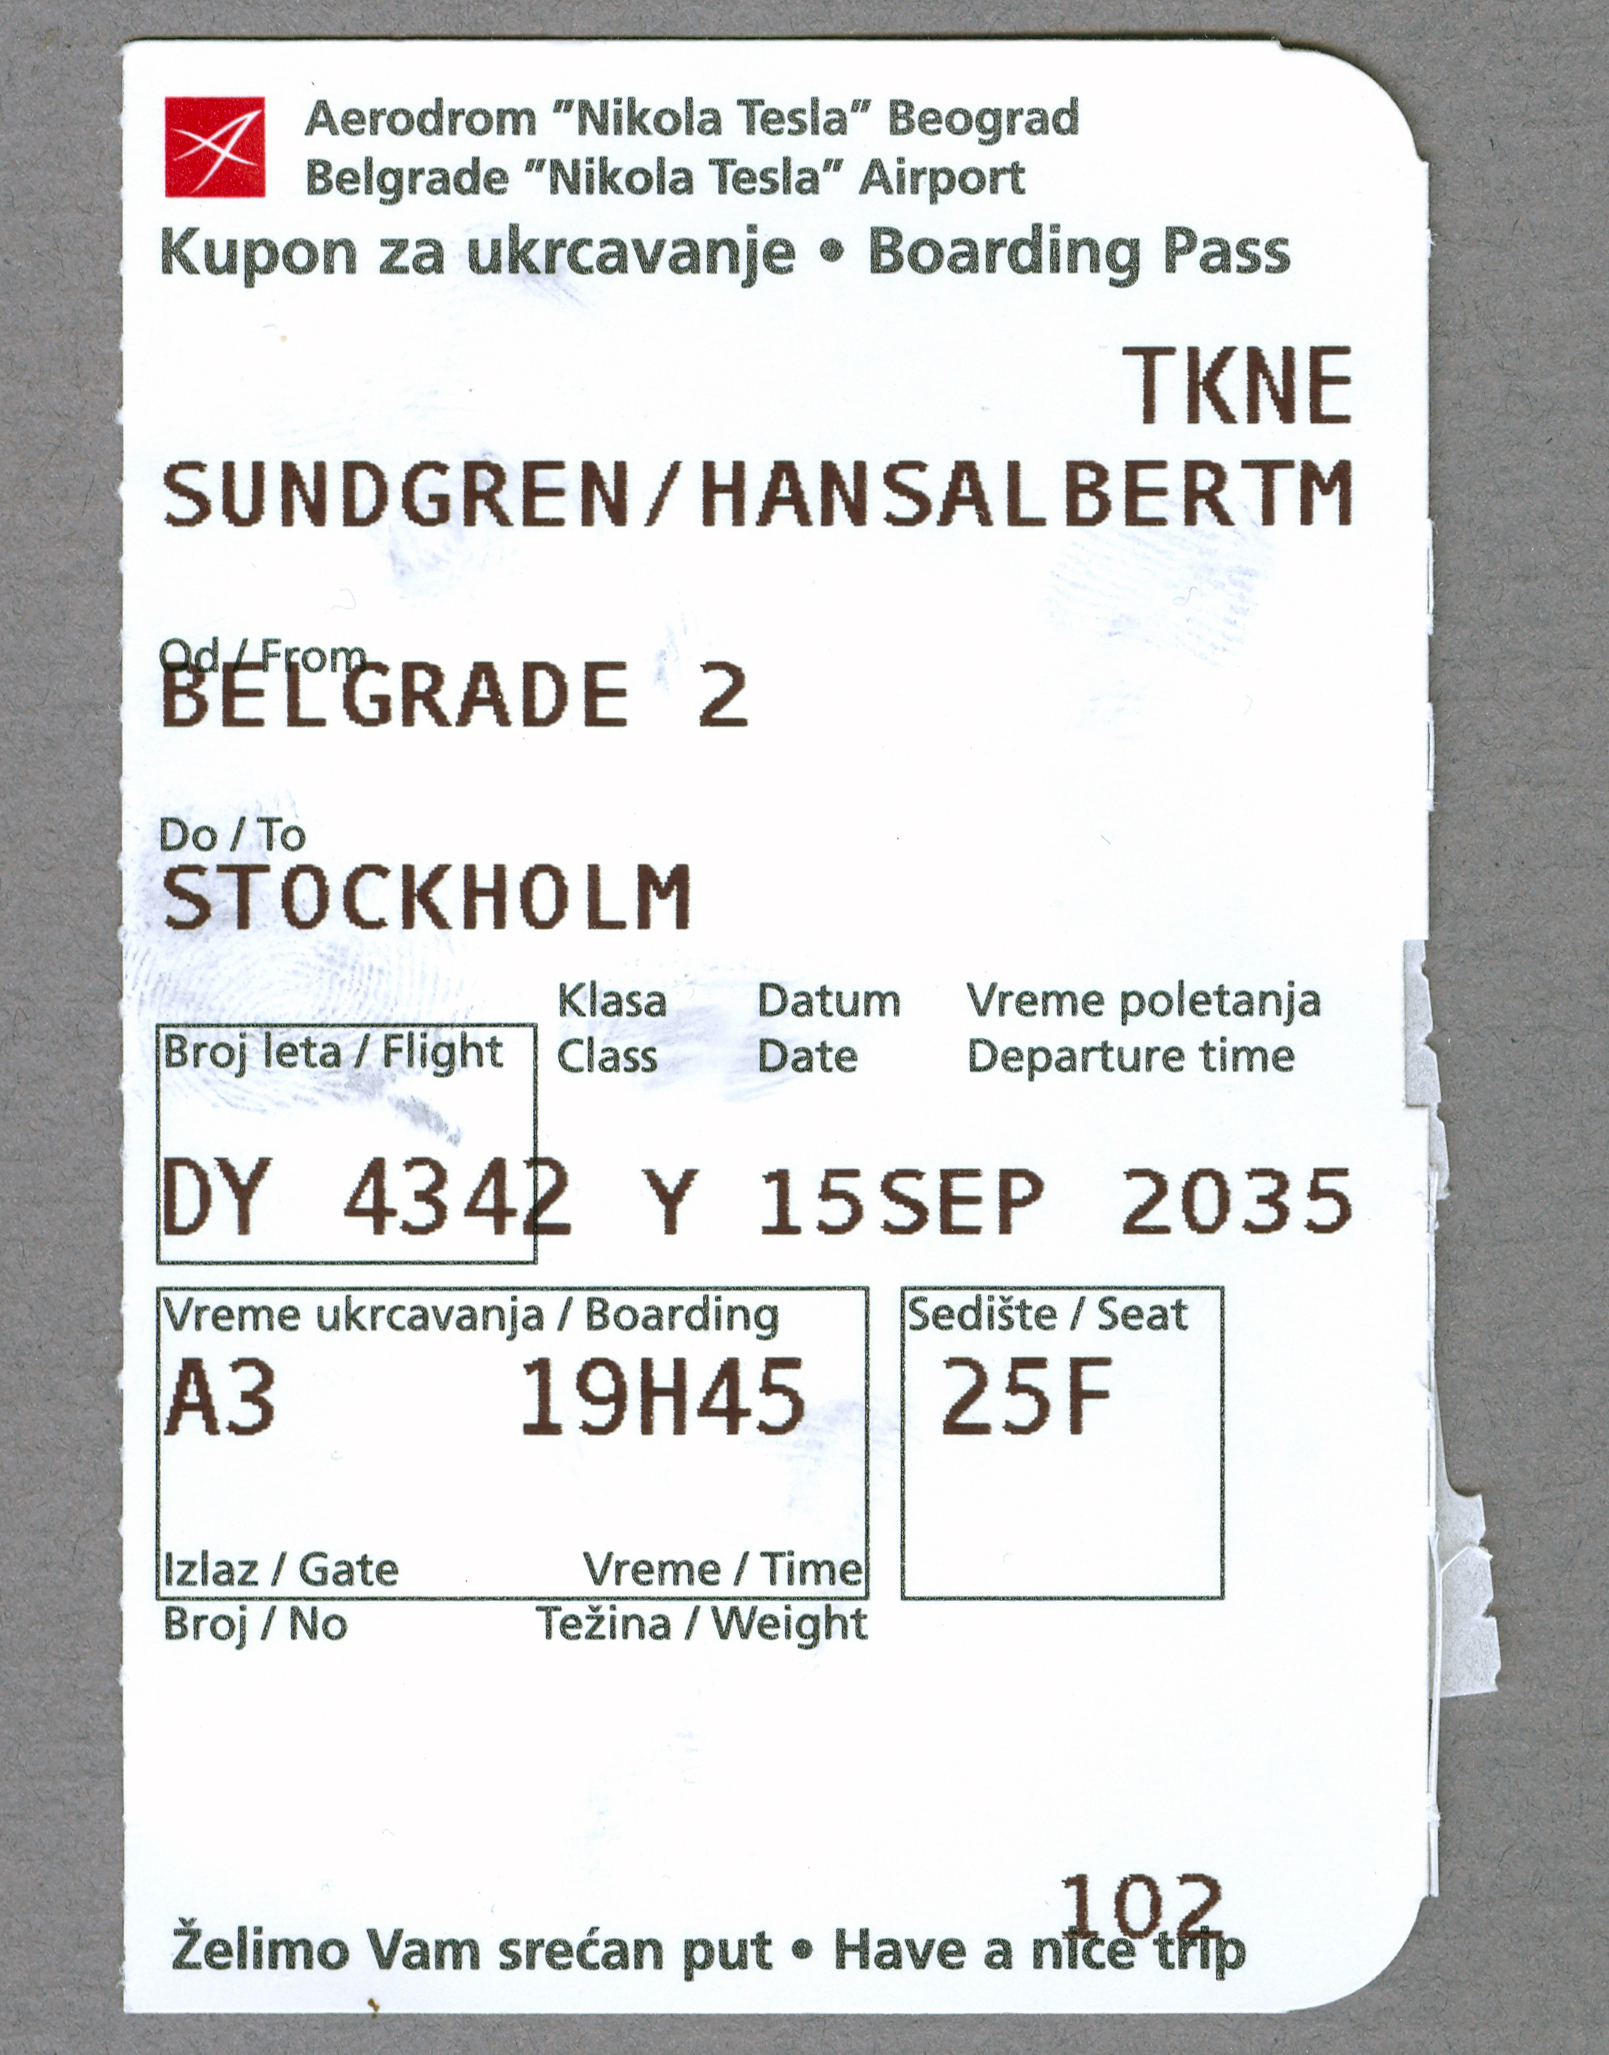 Aerodrom "Nikola Tesla" Beograd
Belgrade "Nikola Tesla" Airport
Kupon za ukrcavanje • Boarding Pass
TKNE
SUNDGREN/HANSALBERTM
Od / From
BELGRADE 2
Do / To
STOCKHOLM
Klasa Datum Vreme poletanja
Broj leta / Flight Class Date Departure time
DY 4342 Y 15SEP 2035
Vreme ukrcavanja / Boarding Sedište / Seat
A3 19H45 25F
Izlaz / Gate Vreme / Time
Broj / No Težina / Weight
102
Želimo Vam srećan put • Have a nice trip